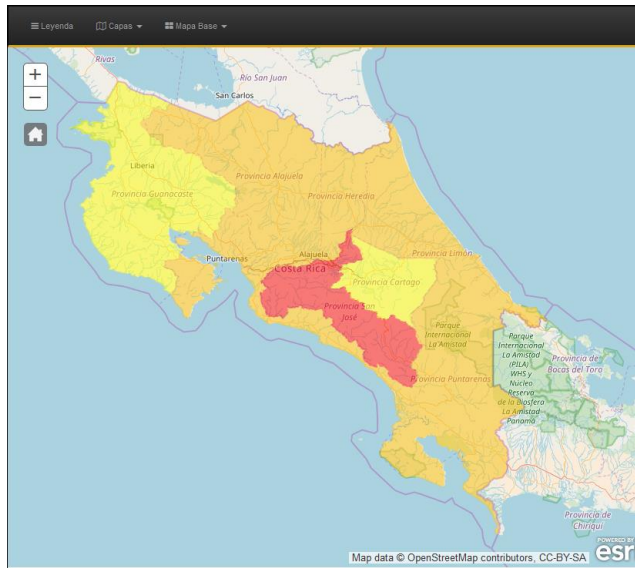 Leyenda
Capas
Mapa Base
Rivas
Río San Juan
San Carlos
+
−
Liberia
Provincia Alajuela
Provincia Guanacaste
Provincia Heredia
Puntarenas
Alajuela
Provincia Limón
Costa Rica
Provincia Cartago
Provincia San
José
Parque
Internacional
La Amistad
Parque
Internacional
La Amistad
(PILA)
WHS y
Núcleo
Reserva
de la Biosfera
La Amistad
Panamá
Provincia de
Bocas del Toro
Provincia Puntarenas
Provincia de
Chiriquí
POWERED BY
esri
Map data © OpenStreetMap contributors, CC-BY-SA